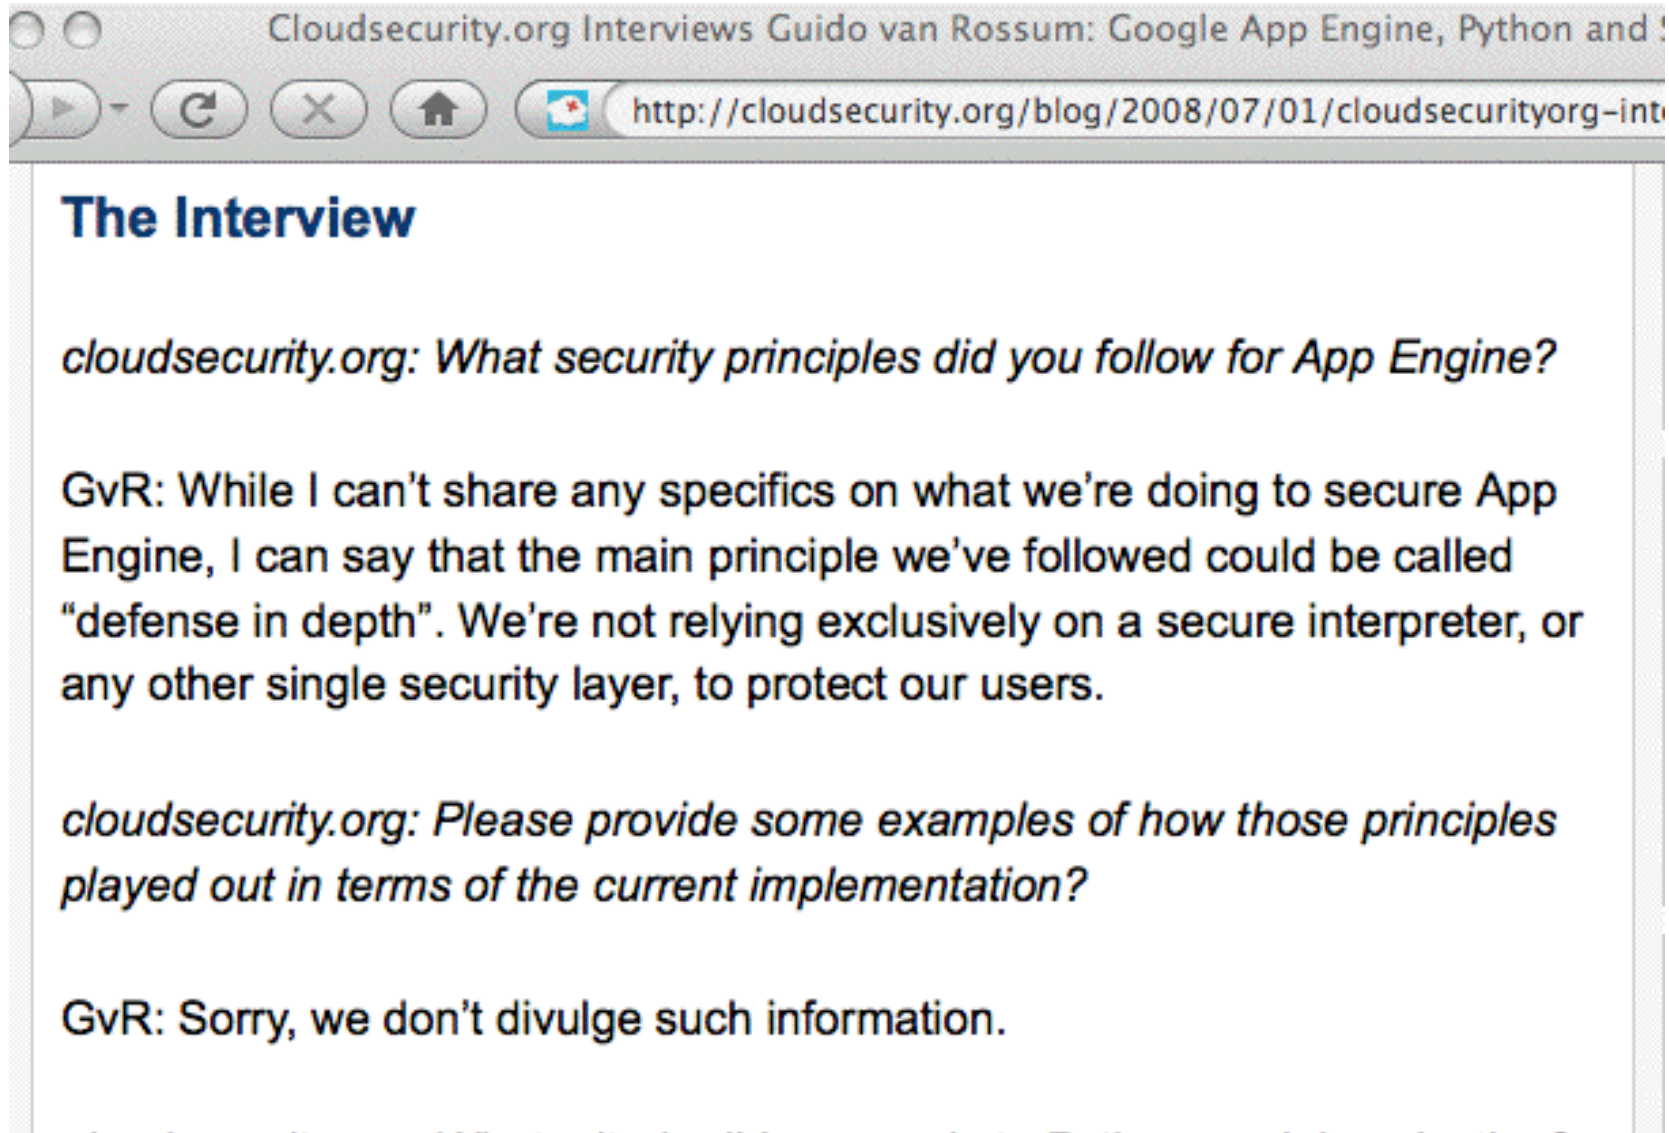 Cloudsecurity.org Interviews Guido van Rossum: Google App Engine, Python and
http://cloudsecurity.org/blog/2008/07/01/cloudsecurityorg-inte
The Interview
cloudsecurity.org: What security principles did you follow for App Engine?
GvR: While I can’t share any specifics on what we’re doing to secure App
Engine, I can say that the main principle we’ve followed could be called
“defense in depth”. We’re not relying exclusively on a secure interpreter, or
any other single security layer, to protect our users.
cloudsecurity.org: Please provide some examples of how those principles
played out in terms of the current implementation?
GvR: Sorry, we don’t divulge such information.